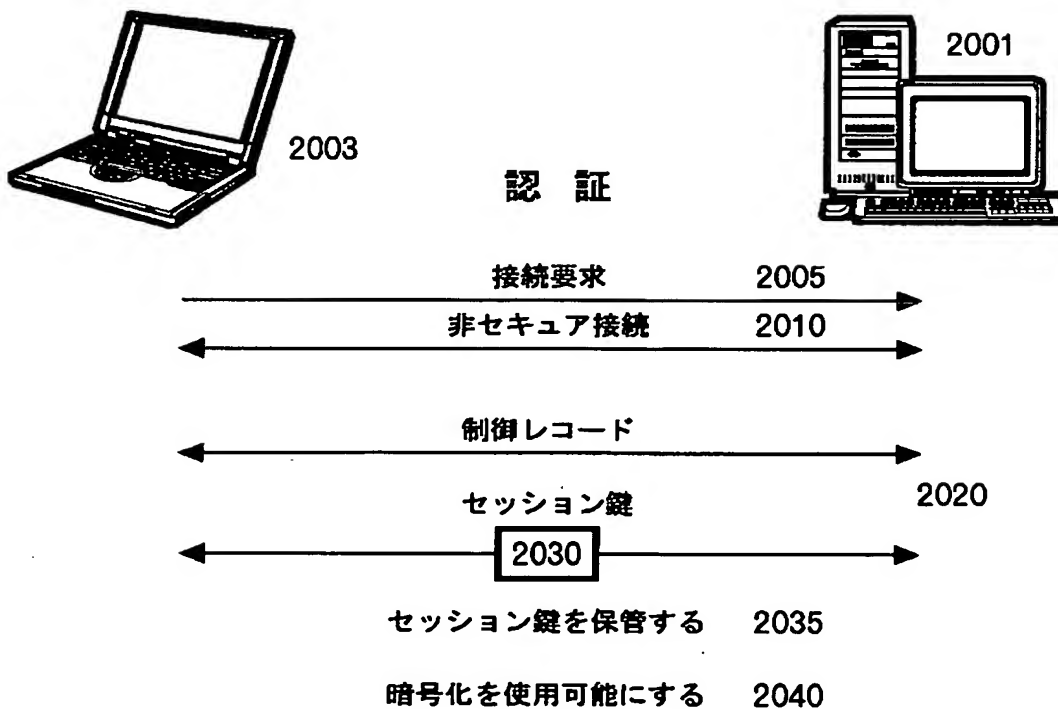 2001
2003
認 証
接続要求 2005
非セキュア接続 2010
制御レコード
2020
セッション鍵
2030
セッション鍵を保管する 2035
暗号化を使用可能にする 2040